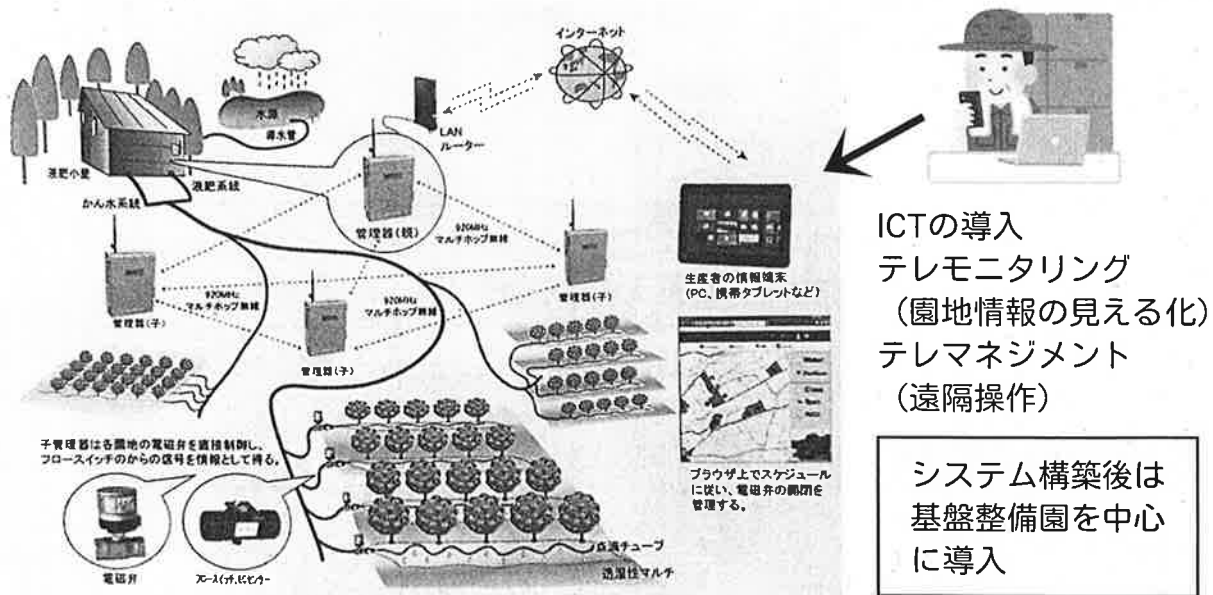 インターネット
水源
導水管
LAN
ルーター
液肥小屋
液肥系統
かん水系統
管理器(親)
920MHz
マルチホップ無線
管理器(子)
920MHz
マルチホップ無線
管理器(子)
920MHz
マルチホップ無線
管理器(子)
生産者の情報端末
(PC、携帯タブレットなど)
子管理器は各園地の電磁弁を直接制御し、
フロースイッチのからの信号を情報として得る。
電磁弁
ブラウザ上でスケジュール
に従い、電磁弁の開閉を
管理する。
点滴チューブ
透湿性マルチ
ICTの導入
テレモニタリング
(園地情報の見える化)
テレマネジメント
(遠隔操作)
システム構築後は
基盤整備園を中心
に導入